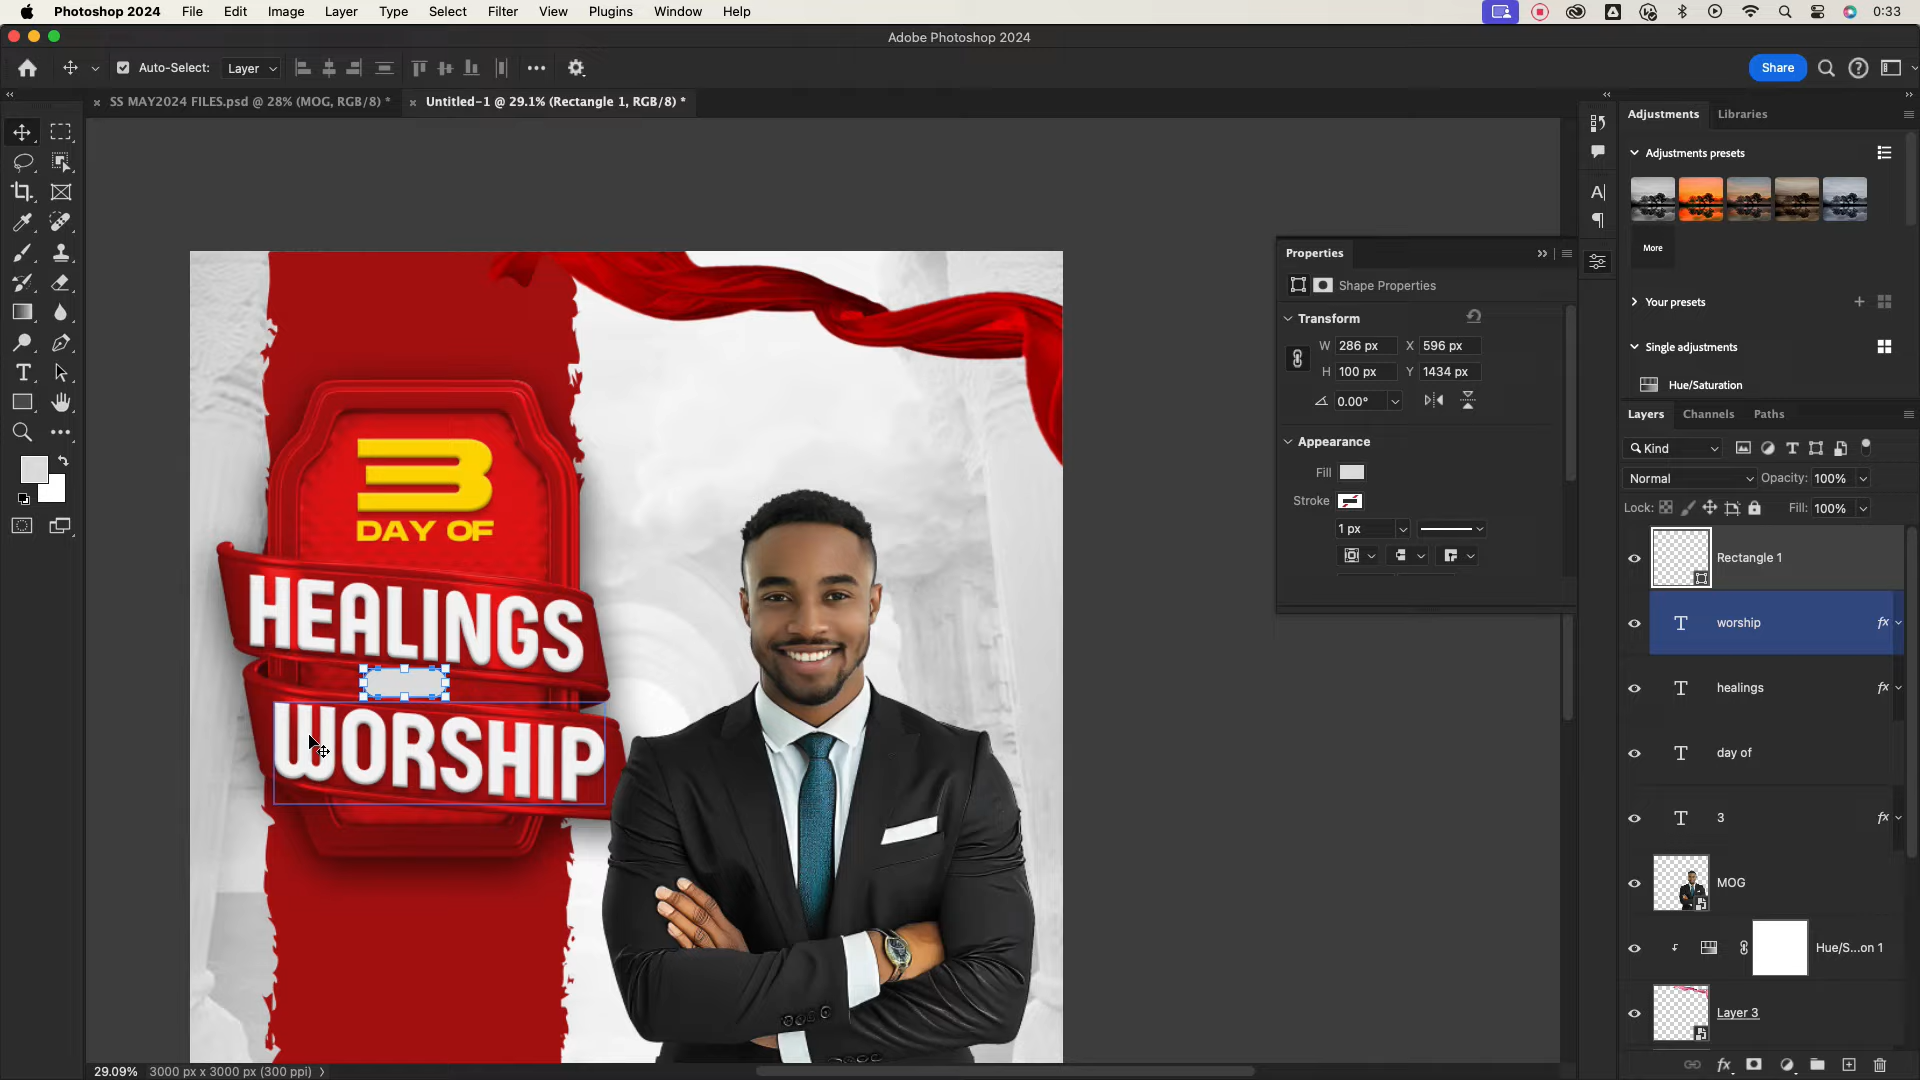 Photoshop 2024 File Edit Image Layer Type Select Filter View Plugins Window Help 0:33
Adobe Photoshop 2024
Auto-Select: Layer Share
SS MAY2024 FILES.psd @ 28% (MOG, RGB/8) * Untitled-1 @ 29.1% (Rectangle 1, RGB/8) *
Adjustments Libraries
Adjustments presets
More
Your presets
Single adjustments
Hue/Saturation
Properties
Shape Properties
Transform
W 286 px X 596 px
H 100 px Y 1434 px
0.00°
Appearance
Fill
Stroke
1 px
Layers Channels Paths
Kind
Normal Opacity: 100%
Lock: Fill: 100%
Rectangle 1
worship fx
healings fx
day of
3 fx
MOG
Hue/S...on 1
Layer 3
fx
3
DAY OF
HEALINGS
WORSHIP
29.09% 3000 px x 3000 px (300 ppi)